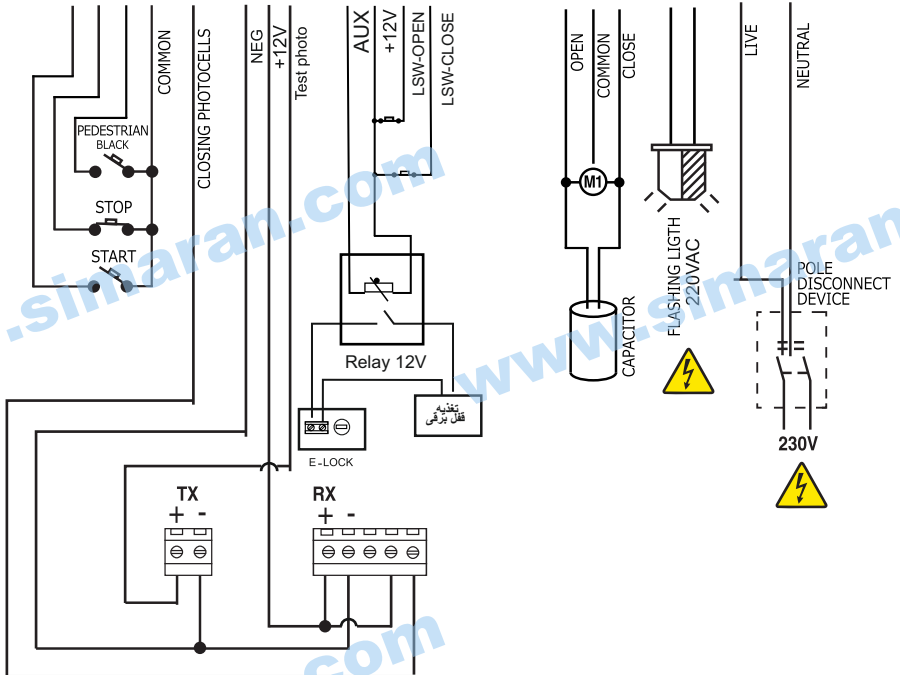 COMMON
CLOSING PHOTOCELLS
NEG
+12V
Test photo
AUX
+12V
LSW-OPEN
LSW-CLOSE
OPEN
COMMON
CLOSE
LIVE
NEUTRAL
PEDESTRIAN
BLACK
STOP
START
M1
FLASHING LIGTH
220VAC
POLE
DISCONNECT
DEVICE
CAPACITOR
Relay 12V
تغذیه
قفل برقی
E-LOCK
230V
TX
+ -
RX
+ -
.simaran.com
www.simaran
.com